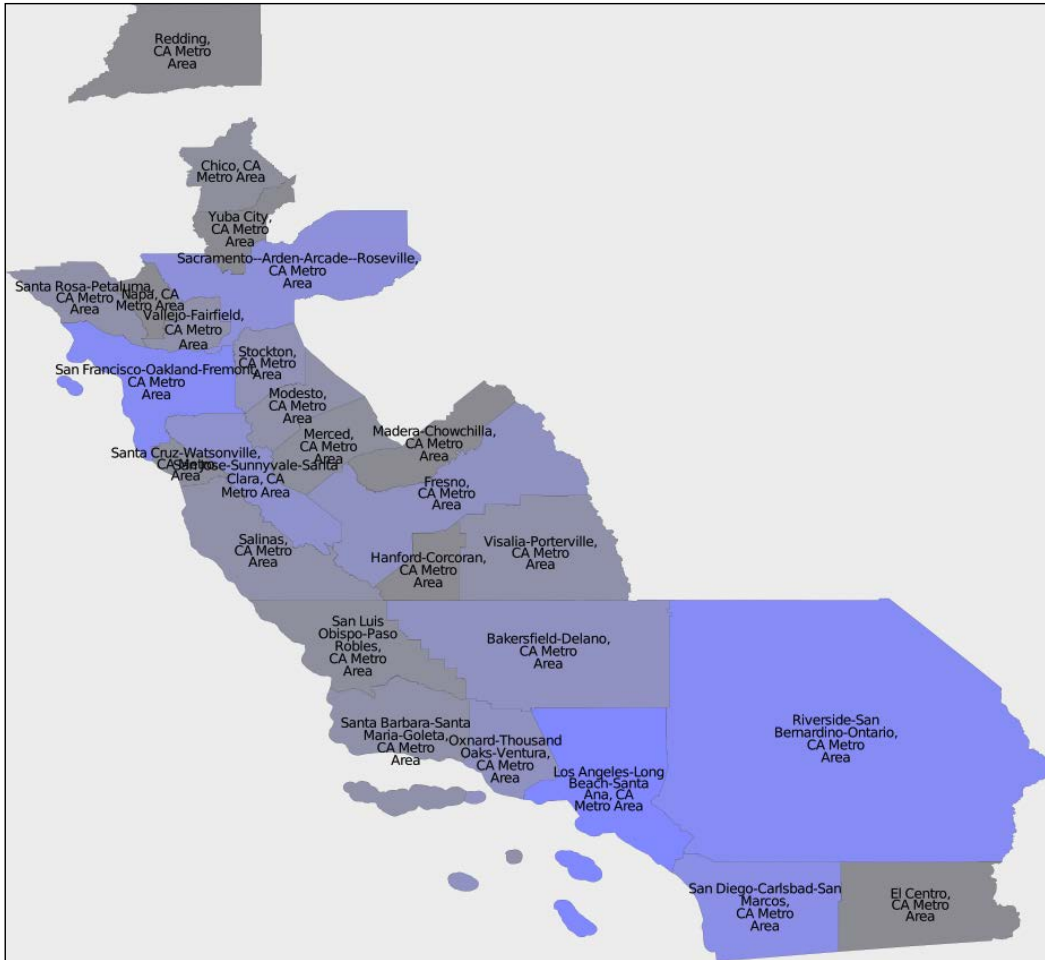 Redding,
CA Metro
Area
Chico, CA
Metro Area
Yuba City,
CA Metro
Area
Sacramento--Arden-Arcade--Roseville,
CA Metro
Area
Santa Rosa-Petaluma,
CA Metro
Area
Napa, CA
Metro Area
Vallejo-Fairfield,
CA Metro
Area
San Francisco-Oakland-Fremont,
CA Metro
Area
Stockton,
CA Metro
Area
Modesto,
CA Metro
Area
Merced,
CA Metro
Area
Madera-Chowchilla,
CA Metro
Area
Santa Cruz-Watsonville,
CA Metro
Area
San Jose-Sunnyvale-Santa
Clara, CA
Metro Area
Fresno,
CA Metro
Area
Salinas,
CA Metro
Area
Hanford-Corcoran,
CA Metro
Area
Visalia-Porterville,
CA Metro
Area
San Luis
Obispo-Paso
Robles,
CA Metro
Area
Bakersfield-Delano,
CA Metro
Area
Santa Barbara-Santa
Maria-Goleta,
CA Metro
Area
Oxnard-Thousand
Oaks-Ventura,
CA Metro
Area
Los Angeles-Long
Beach-Santa
Ana, CA
Metro Area
Riverside-San
Bernardino-Ontario,
CA Metro
Area
San Diego-Carlsbad-San
Marcos,
CA Metro
Area
El Centro,
CA Metro
Area